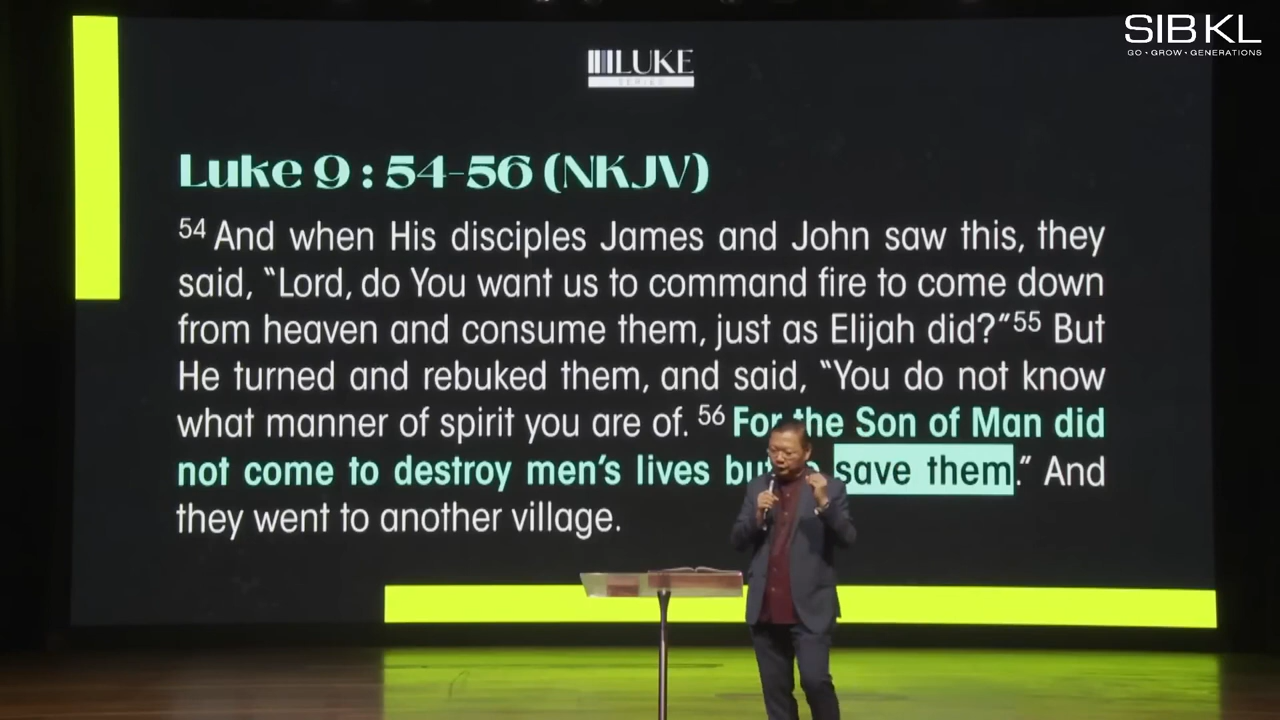 SIBKL
GO • GROW • GENERATIONS
LUKE
SERIES
Luke 9 : 54-56 (NKJV)
54 And when His disciples James and John saw this, they
said, “Lord, do You want us to command fire to come down
from heaven and consume them, just as Elijah did?” 55 But
He turned and rebuked them, and said, “You do not know
what manner of spirit you are of. 56 For the Son of Man did
not come to destroy men’s lives save them.” And
they went to another village.